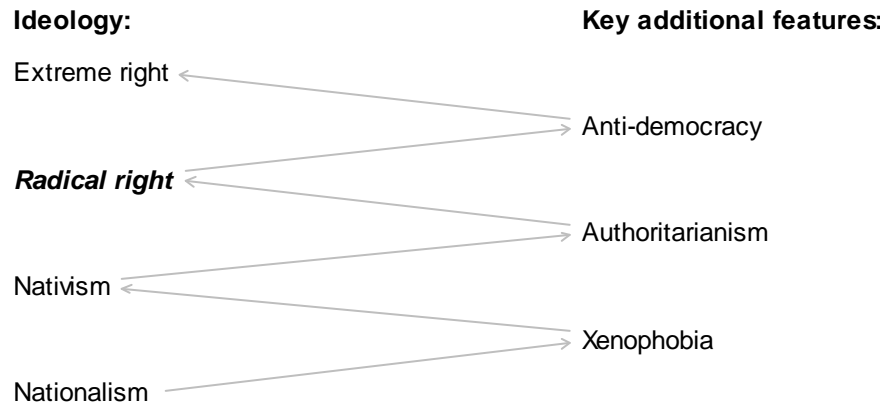 Ideology:
Key additional features:
Extreme right
Anti-democracy
Radical right
Authoritarianism
Nativism
Xenophobia
Nationalism